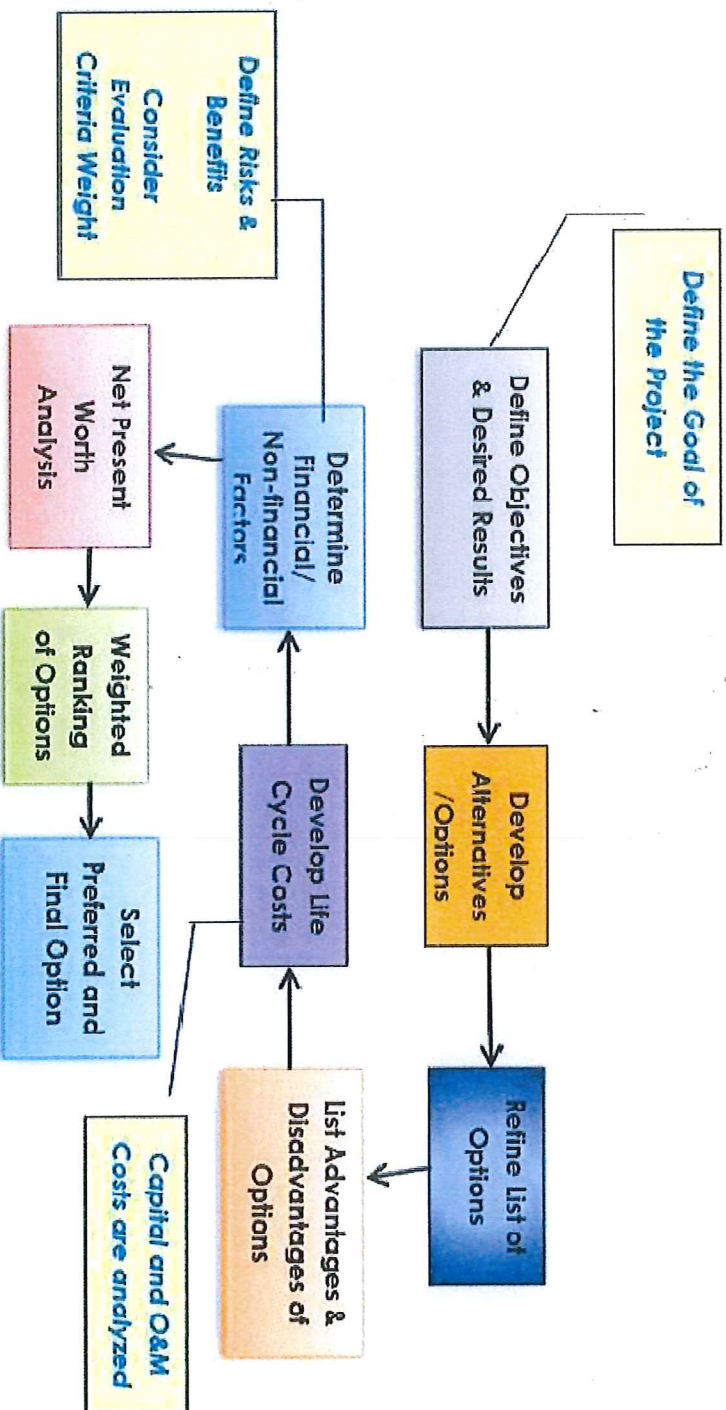 Define the Goal of
the Project
Define Objectives
& Desired Results
Develop
Alternatives
/Options
Refine List of
Options
List Advantages &
Disadvantages of
Options
Develop Life
Cycle Costs
Capital and O&M
Costs are analyzed
Determine
Financial/
Non-financial
Factors
Define Risks &
Benefits
Consider
Evaluation
Criteria Weight
Net Present
Worth
Analysis
Weighted
Ranking
of Options
Select
Preferred and
Final Option